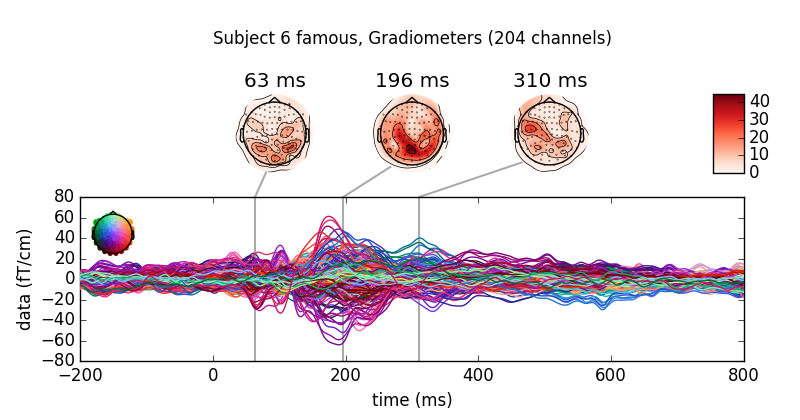 Subject 6 famous, Gradiometers (204 channels)
63 ms 196 ms 310 ms
40
30
20
10
0
80
60
40
20
0
−20
−40
−60
−80
data (fT/cm)
−200 0 200 400 600 800
time (ms)